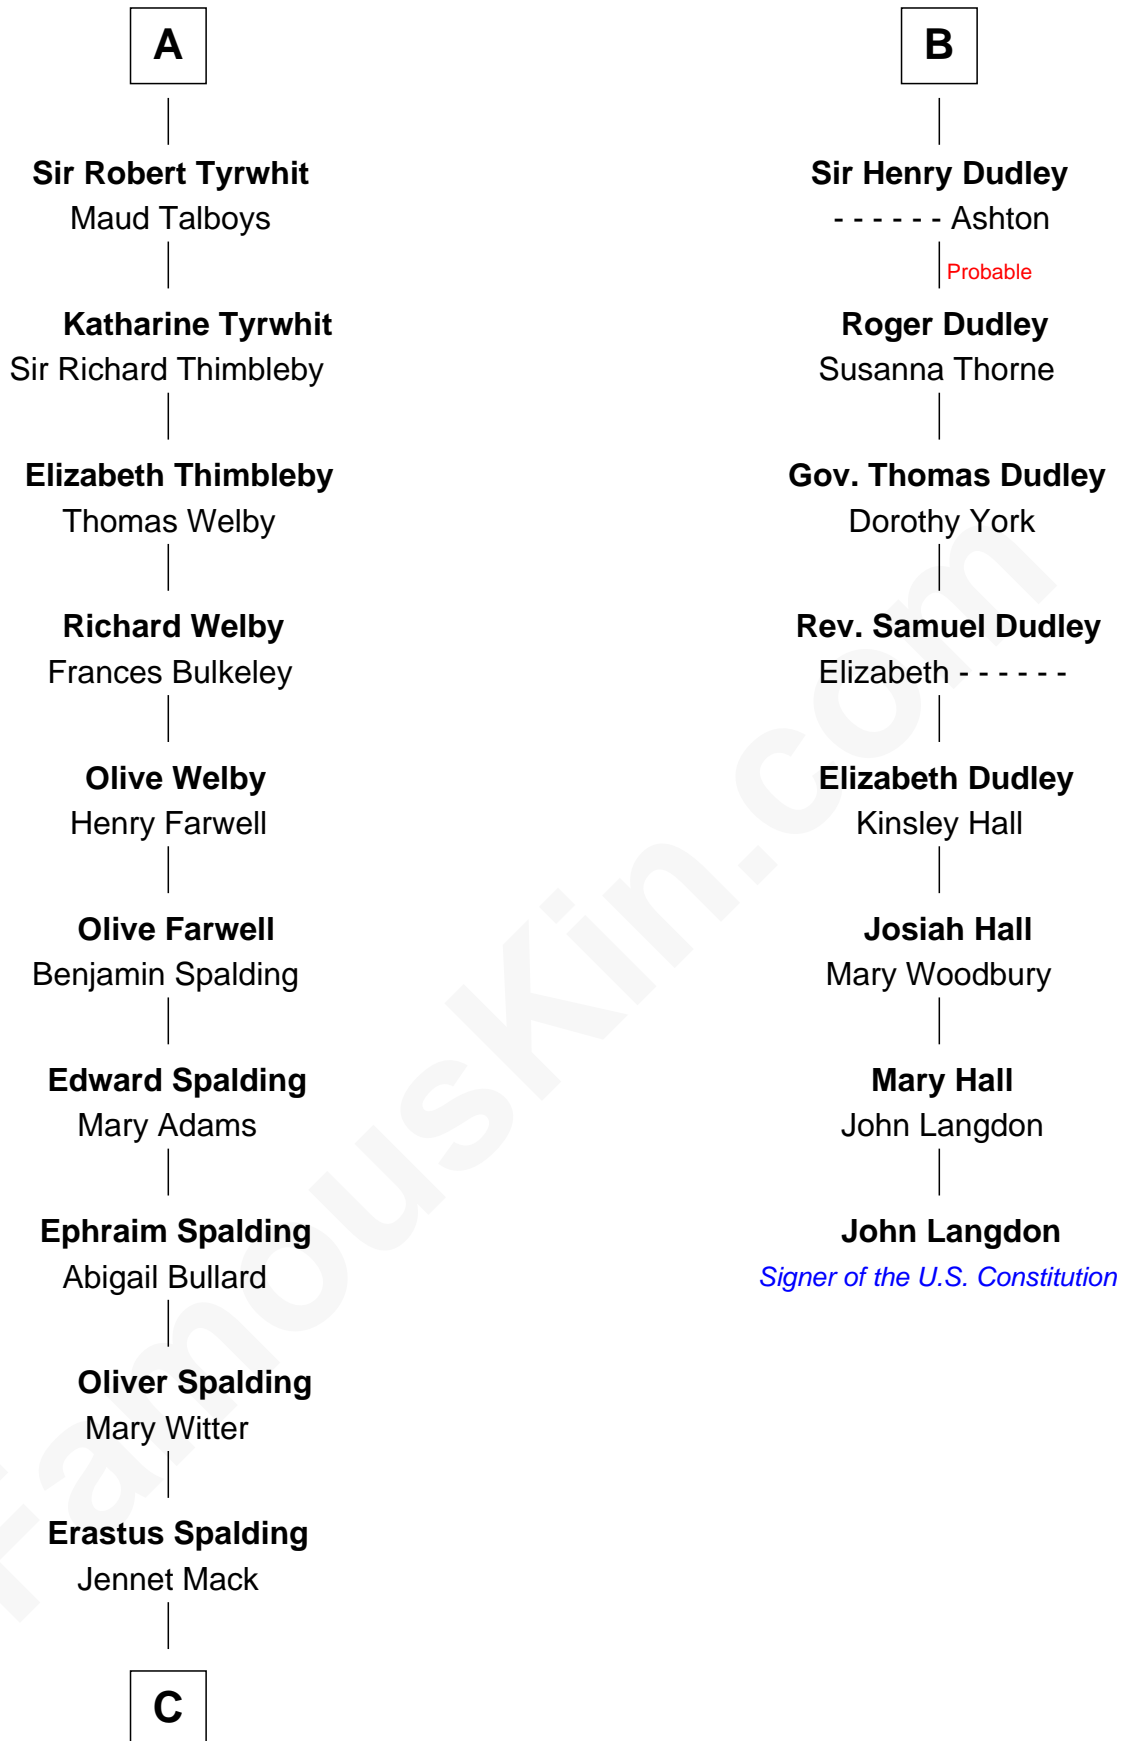 A
Sir Robert Tyrwhit
Maud Talboys
Katharine Tyrwhit
Sir Richard Thimbleby
Elizabeth Thimbleby
Thomas Welby
Richard Welby
Frances Bulkeley
Olive Welby
Henry Farwell
Olive Farwell
Benjamin Spalding
Edward Spalding
Mary Adams
Ephraim Spalding
Abigail Bullard
Oliver Spalding
Mary Witter
Erastus Spalding
Jennet Mack
C
B
Sir Henry Dudley
- - - - - - Ashton
Probable
Roger Dudley
Susanna Thorne
Gov. Thomas Dudley
Dorothy York
Rev. Samuel Dudley
Elizabeth - - - - - -
Elizabeth Dudley
Kinsley Hall
Josiah Hall
Mary Woodbury
Mary Hall
John Langdon
John Langdon
Signer of the U.S. Constitution
FamousKin.com